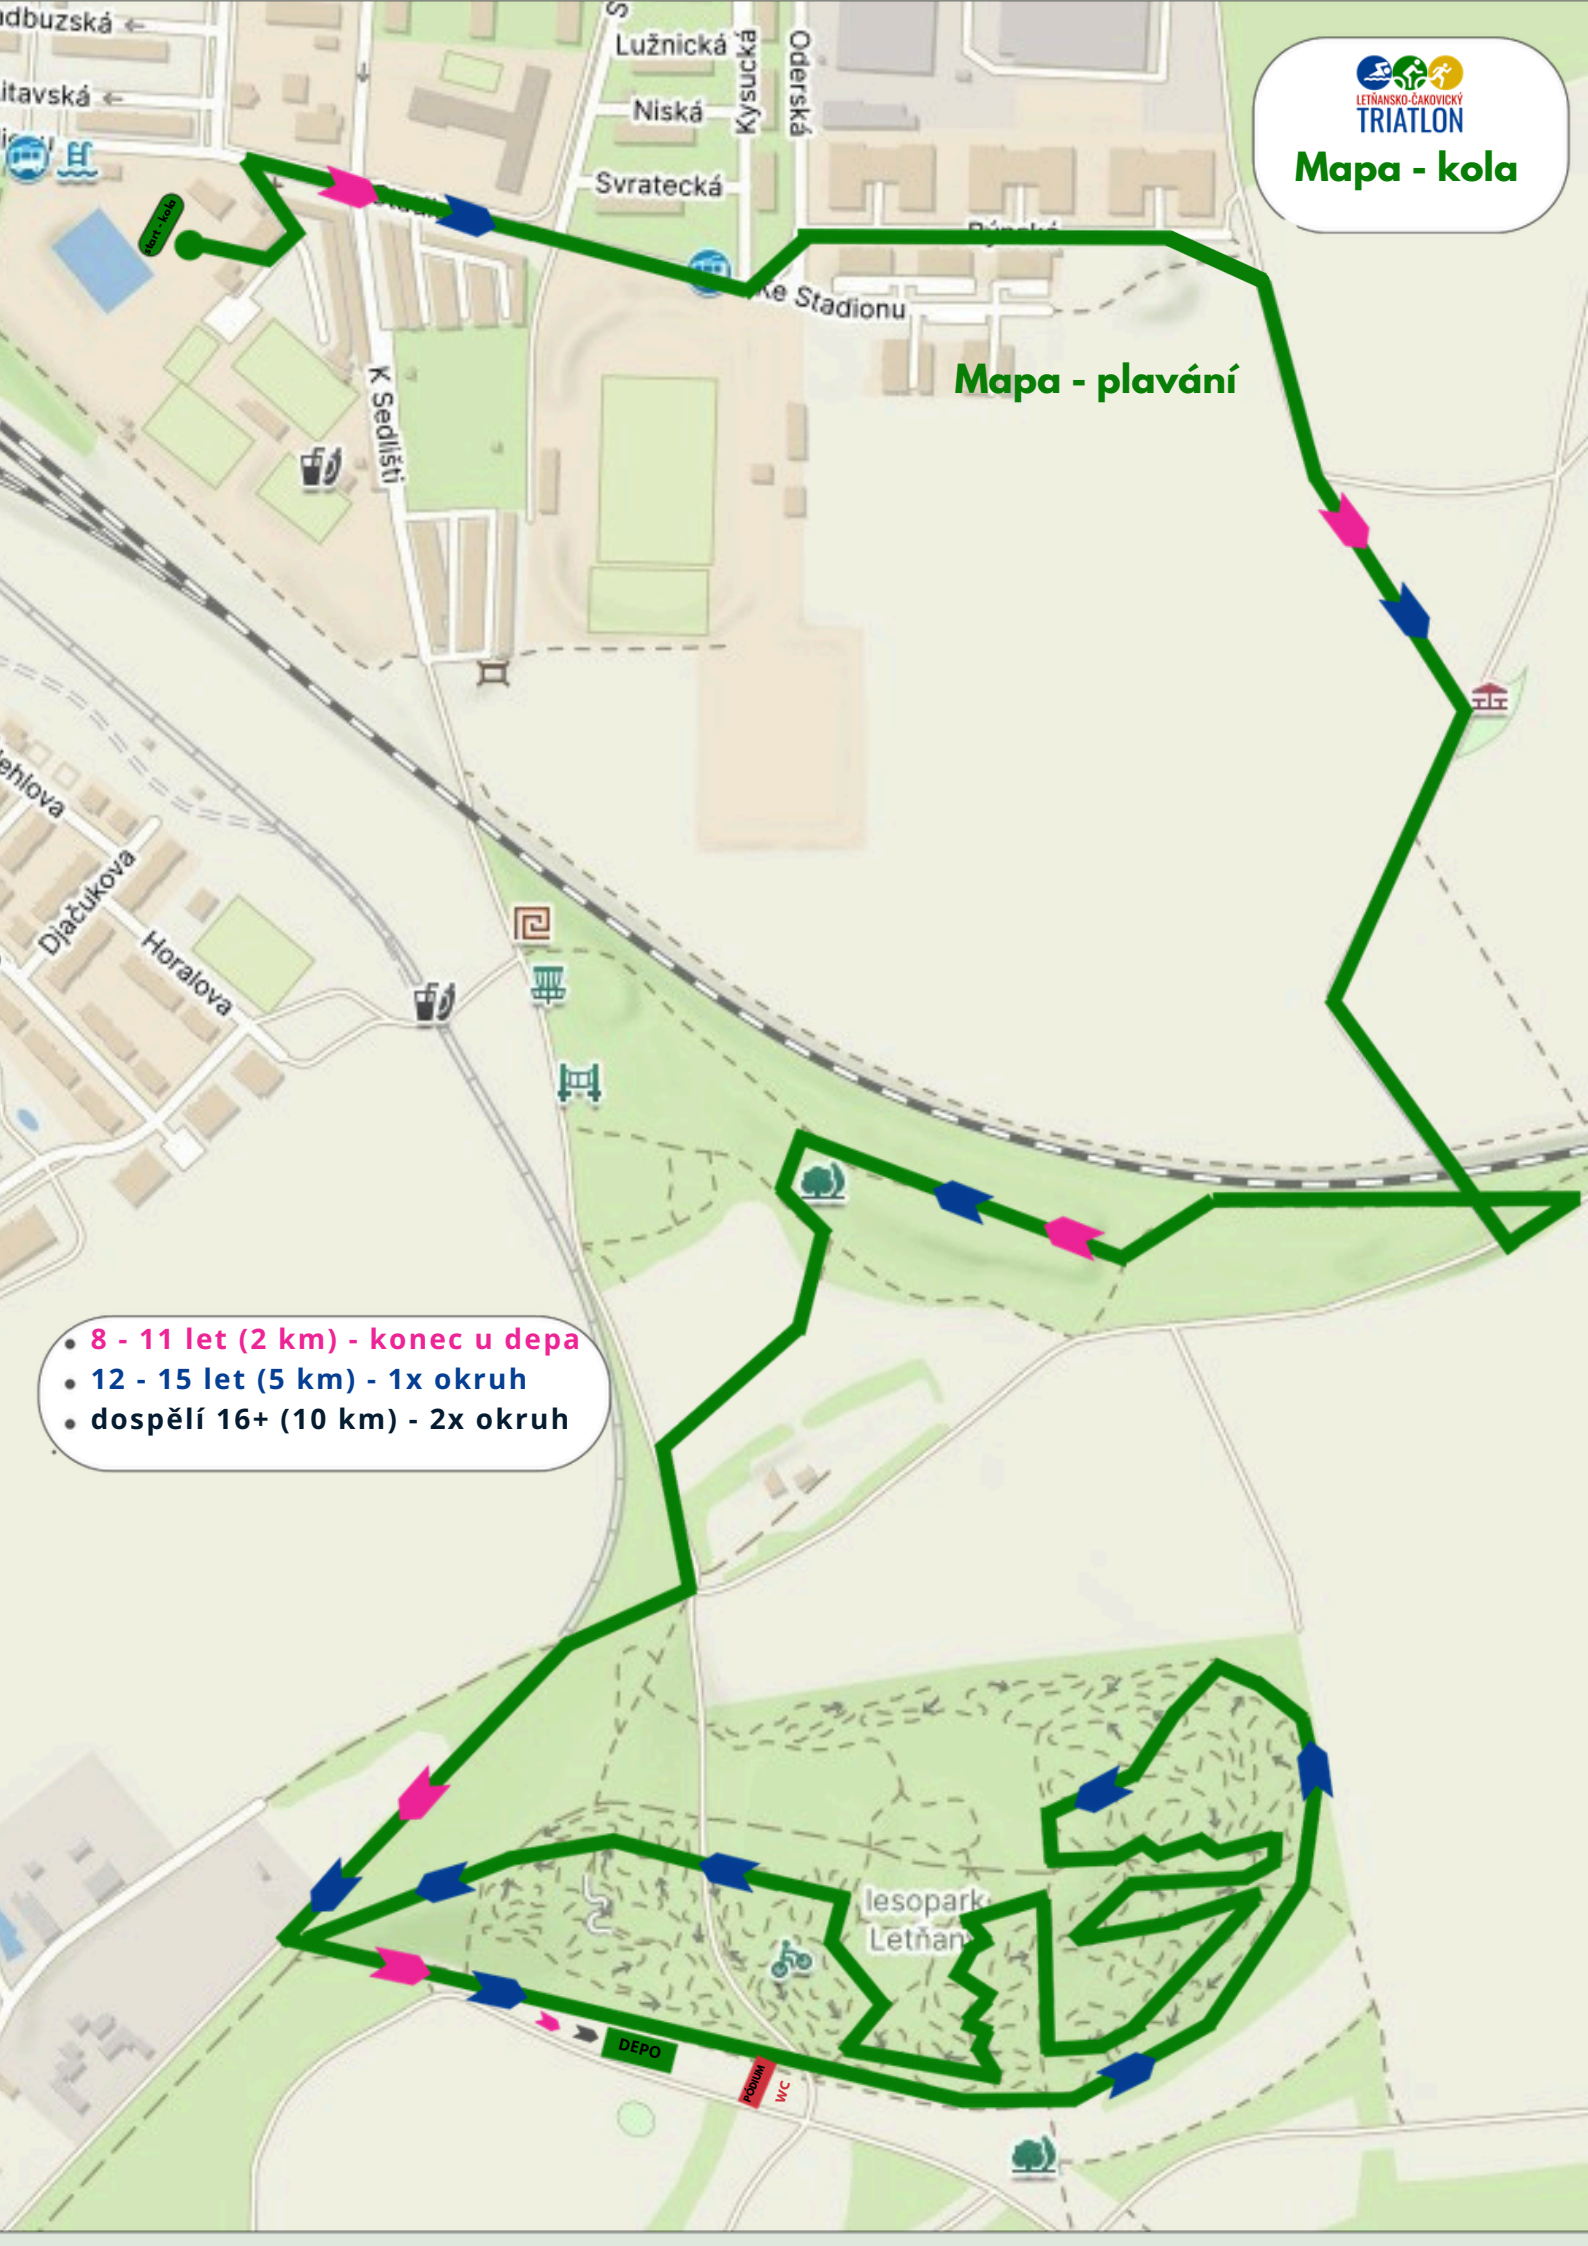 Lužnická
Niská
Svratecká
Kysucká
Oderská
LETŇANSKO-ČAKOVICKÝ
TRIATLON
Mapa - kola
start - kola
Ke Stadionu
Mapa - plavání
K Sedlišti
Djačukova
Horalova
8 - 11 let (2 km) - konec u depa
12 - 15 let (5 km) - 1x okruh
dospělí 16+ (10 km) - 2x okruh
lesopark
Letňan
DEPO
PÓDIUM
WC